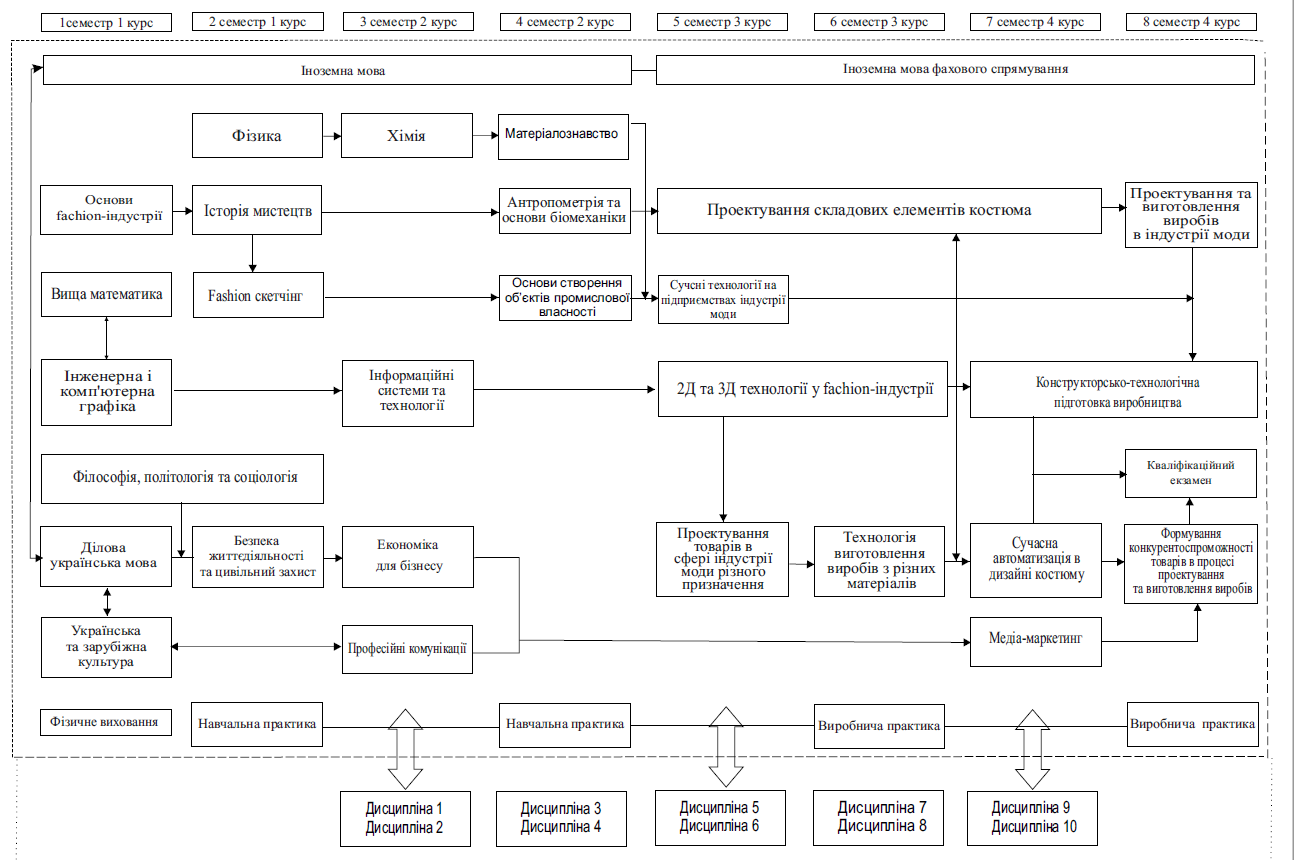 1семестр 1 курс
2 семестр 1 курс
3 семестр 2 курс
4 семестр 2 курс
5 семестр 3 курс
6 семестр 3 курс
7 семестр 4 курс
8 семестр 4 курс
Іноземна мова
Іноземна мова фахового спрямування
Фізика
Хімія
Матеріалознавство
Основи
fachion-індустрії
Історія мистецтв
Антропометрія та
основи біомеханіки
Проектування складових елементів костюма
Проектування та
виготовлення
виробів
в індустрії моди
Вища математика
Fashion скетчінг
Основи створення
об'єктів промислової
власності
Сучсні технології на
підприємствах індустрії
моди
Інженерна і
комп'ютерна
графіка
Інформаційні
системи та
технології
2Д та 3Д технології у fachion-індустрії
Конструкторсько-технологічна
підготовка виробництва
Філософія, політологія та соціологія
Кваліфікаційний
екзамен
Ділова
українська мова
Безпека
життєдіяльності
та цивільний захист
Економіка
для бізнесу
Проектування
товарів в
сфері індустрії
моди різного
призначення
Технологія
виготовлення
виробів з різних
матеріалів
Сучасна
автоматизація в
дизайні костюму
Формування
конкурентоспроможності
товарів в процесі
проектування
та виготовлення виробів
Українська
та зарубіжна
культура
Професійні комунікації
Медіа-маркетинг
Фізичне виховання
Навчальна практика
Навчальна практика
Виробнича практика
Виробнича практика
Дисципліна 1
Дисципліна 2
Дисципліна 3
Дисципліна 4
Дисципліна 5
Дисципліна 6
Дисципліна 7
Дисципліна 8
Дисципліна 9
Дисципліна 10